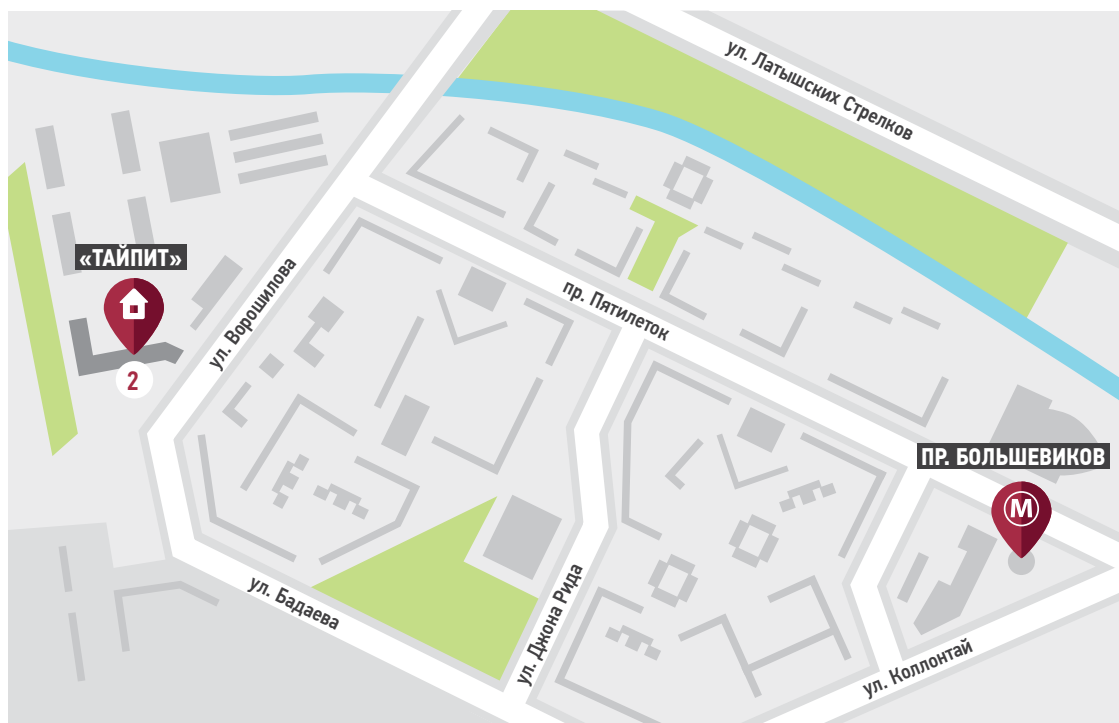 ул. Латышских Стрелков
«ТАЙПИТ»
2
ул. Ворошилова
пр. Пятилеток
ПР. БОЛЬШЕВИКОВ
М
ул. Бадаева
ул. Джона Рида
ул. Коллонтай